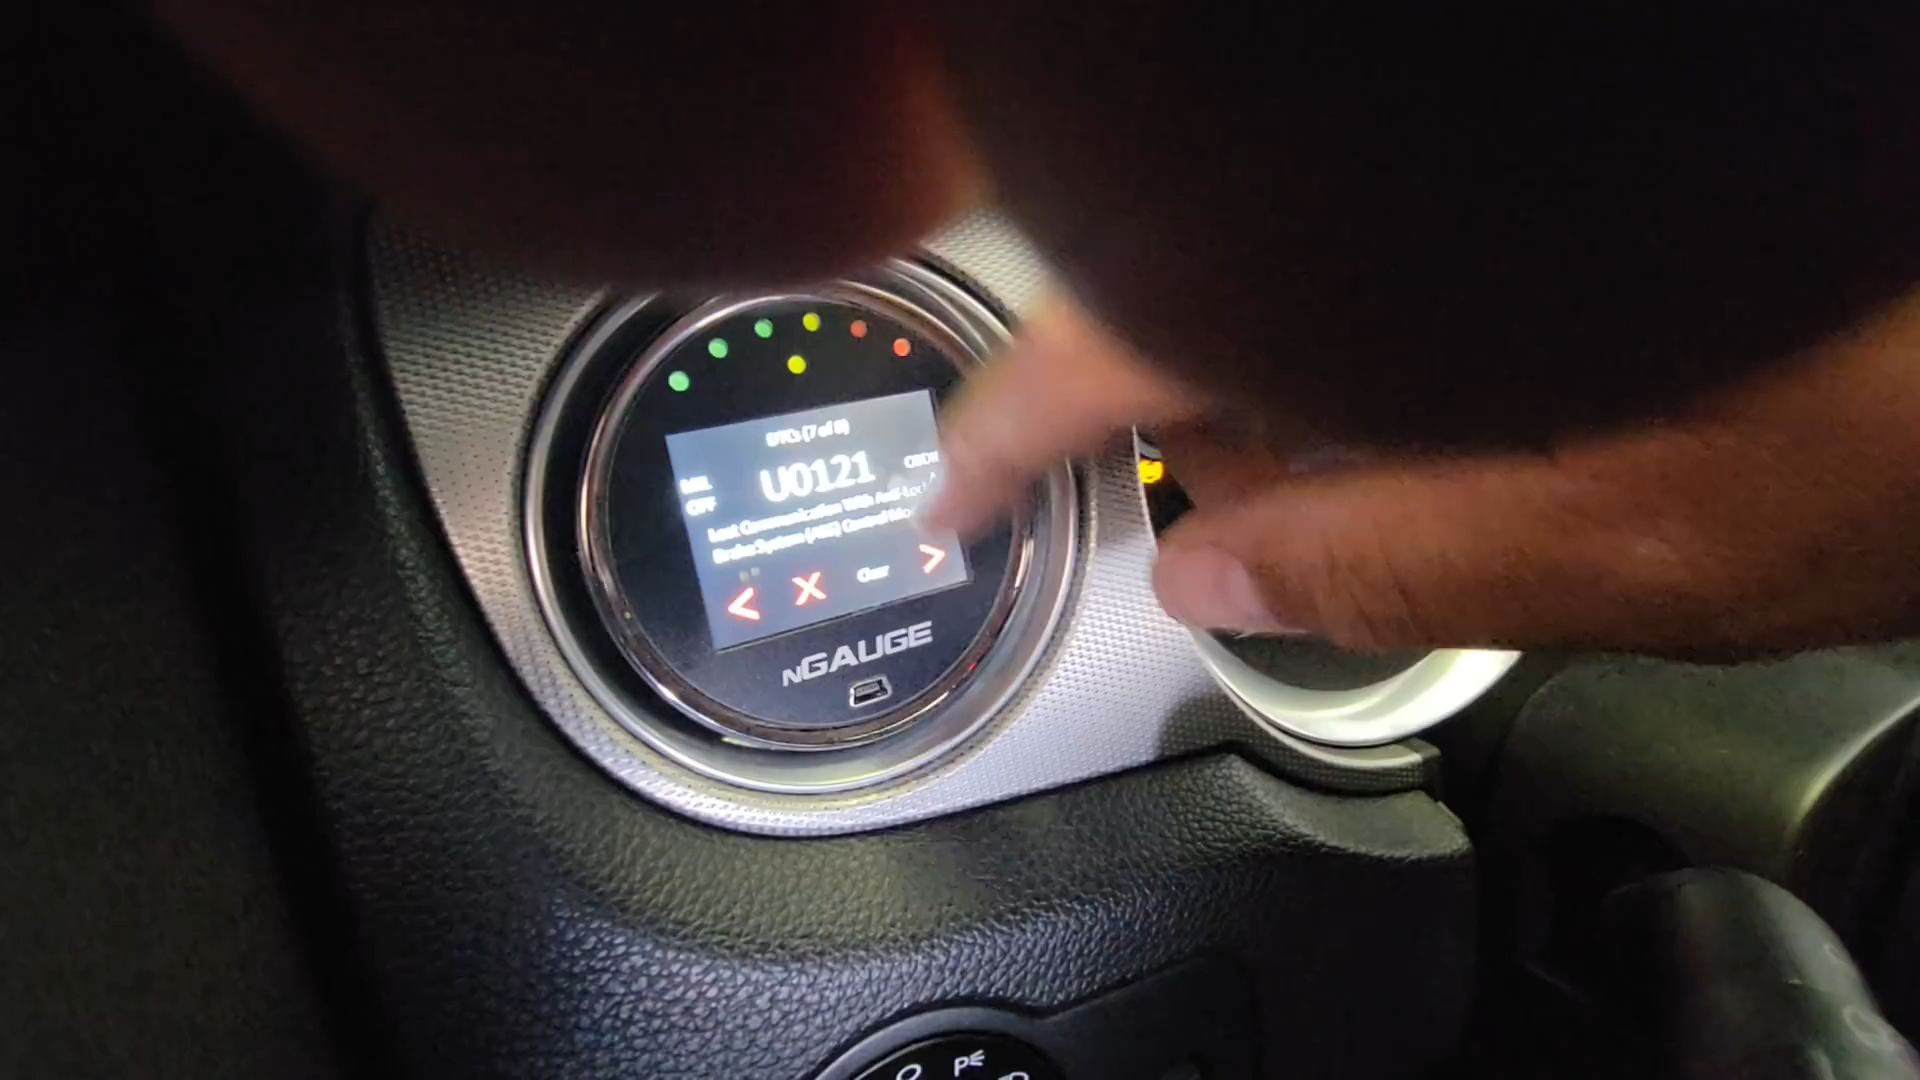 DTCs (7 of 8)
U0121
OBDII
MIL
OFF
Lost Communication With Anti-Lock
Brake System (ABS) Control Mo
< X Clear >
nGAUGE